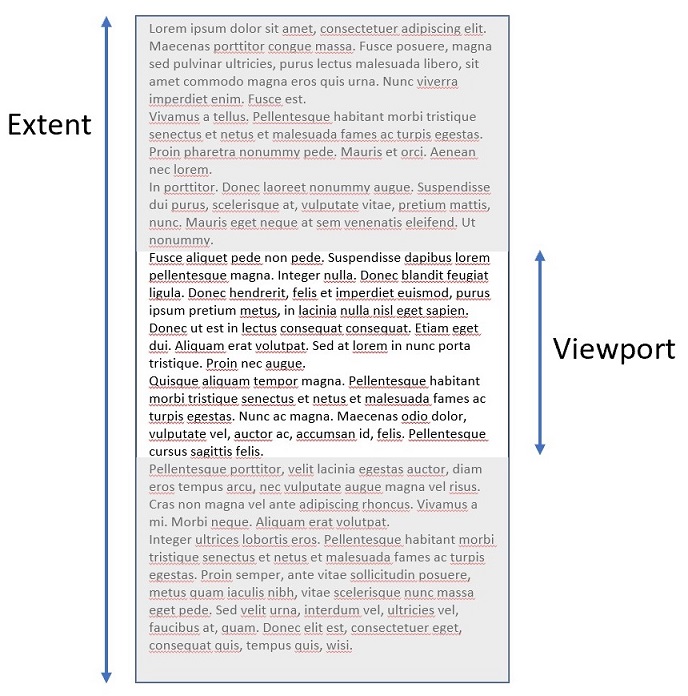 Lorem ipsum dolor sit amet, consectetuer adipiscing elit.
Maecenas porttitor congue massa. Fusce posuere, magna
sed pulvinar ultricies, purus lectus malesuada libero, sit
amet commodo magna eros quis urna. Nunc viverra
imperdiet enim. Fusce est.
Vivamus a tellus. Pellentesque habitant morbi tristique
senectus et netus et malesuada fames ac turpis egestas.
Proin pharetra nonummy pede. Mauris et orci. Aenean
nec lorem.
In porttitor. Donec laoreet nonummy augue. Suspendisse
dui purus, scelerisque at, vulputate vitae, pretium mattis,
nunc. Mauris eget neque at sem venenatis eleifend. Ut
nonummy.
Fusce aliquet pede non pede. Suspendisse dapibus lorem
pellentesque magna. Integer nulla. Donec blandit feugiat
ligula. Donec hendrerit, felis et imperdiet euismod, purus
ipsum pretium metus, in lacinia nulla nisl eget sapien.
Donec ut est in lectus consequat consequat. Etiam eget
dui. Aliquam erat volutpat. Sed at lorem in nunc porta
tristique. Proin nec augue.
Quisque aliquam tempor magna. Pellentesque habitant
morbi tristique senectus et netus et malesuada fames ac
turpis egestas. Nunc ac magna. Maecenas odio dolor,
vulputate vel, auctor ac, accumsan id, felis. Pellentesque
cursus sagittis felis.
Pellentesque porttitor, velit lacinia egestas auctor, diam
eros tempus arcu, nec vulputate augue magna vel risus.
Cras non magna vel ante adipiscing rhoncus. Vivamus a
mi. Morbi neque. Aliquam erat volutpat.
Integer ultrices lobortis eros. Pellentesque habitant morbi
tristique senectus et netus et malesuada fames ac turpis
egestas. Proin semper, ante vitae sollicitudin posuere,
metus quam iaculis nibh, vitae scelerisque nunc massa
eget pede. Sed velit urna, interdum vel, ultricies vel,
faucibus at, quam. Donec elit est, consectetuer eget,
consequat quis, tempus quis, wisi.
Extent
Viewport